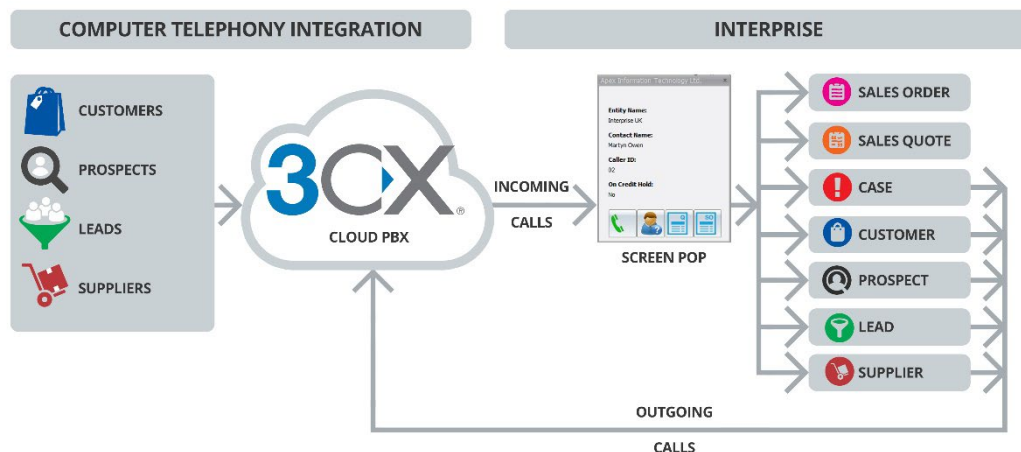 COMPUTER TELEPHONY INTEGRATION
INTERPRISE
CUSTOMERS
PROSPECTS
LEADS
SUPPLIERS
3CX®
CLOUD PBX
INCOMING
CALLS
Apex Information Technology Ltd.
Entity Name:
Interprise UK
Contact Name:
Martyn Owen
Caller ID:
02
On Credit Hold:
No
Q
SO
SCREEN POP
SALES ORDER
SALES QUOTE
CASE
CUSTOMER
PROSPECT
LEAD
SUPPLIER
OUTGOING
CALLS